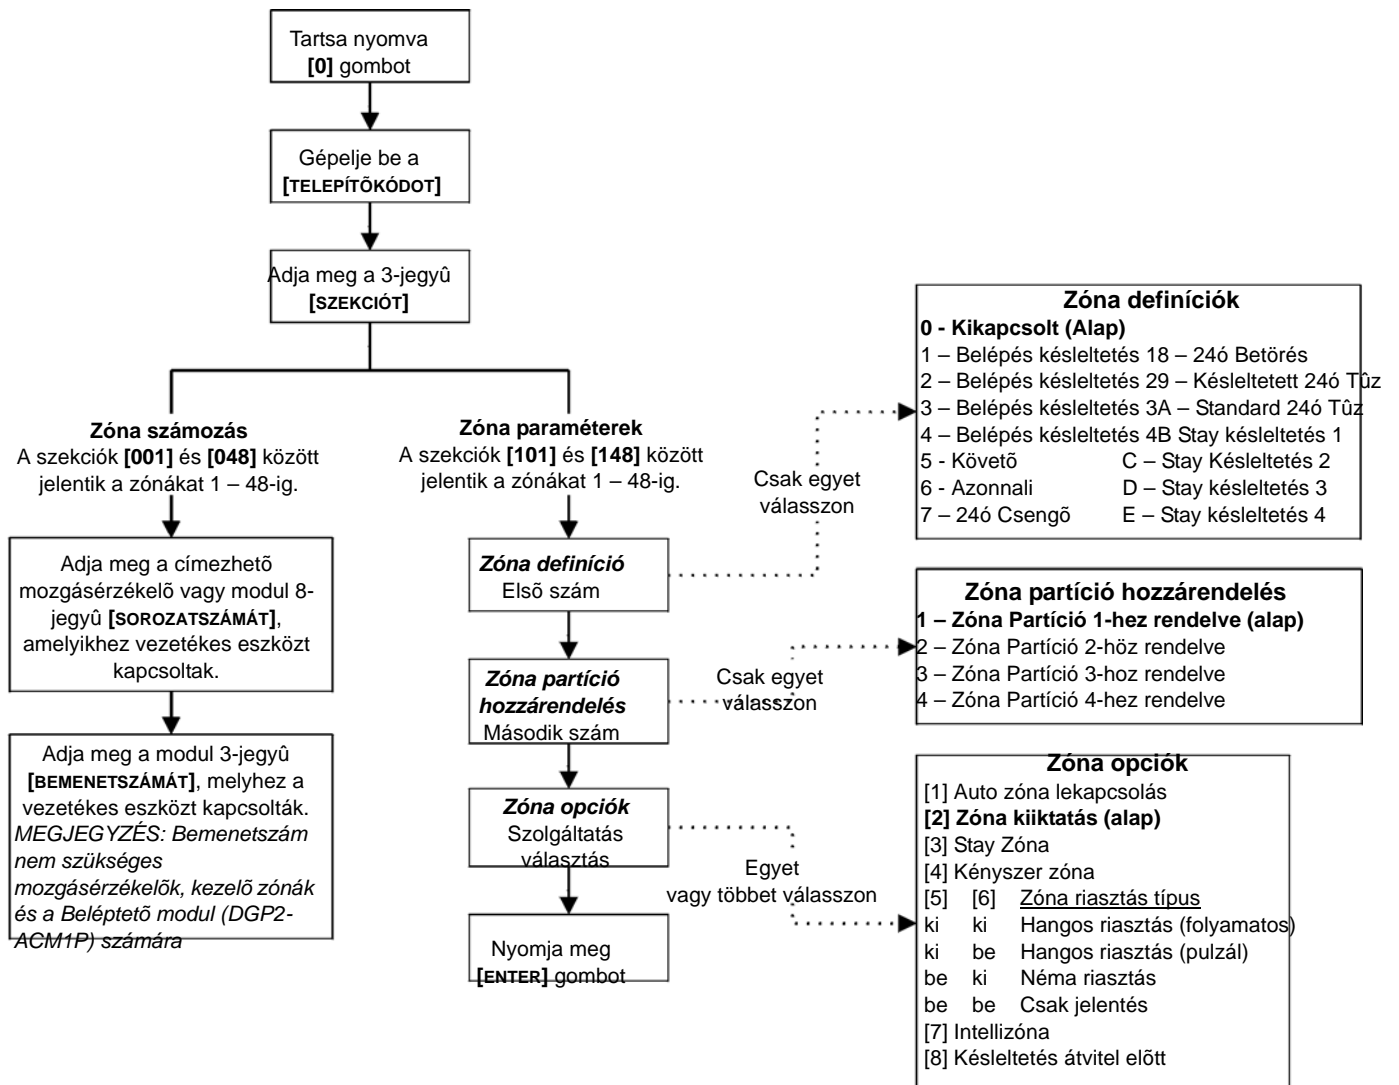 Tartsa nyomva
[0] gombot
Gépelje be a
[TELEPÍTÕKÓDOT]
Adja meg a 3-jegyû
[SZEKCIÓT]
Zóna számozás
A szekciók [001] és [048] között
jelentik a zónákat 1 – 48-ig.
Adja meg a címezhetõ
mozgásérzékelõ vagy modul 8-
jegyû [SOROZATSZÁMÁT],
amelyikhez vezetékes eszközt
kapcsoltak.
Adja meg a modul 3-jegyû
[BEMENETSZÁMÁT], melyhez a
vezetékes eszközt kapcsolták.
MEGJEGYZÉS: Bemenetszám
nem szükséges
mozgásérzékelõk, kezelõ zónák
és a Beléptetõ modul (DGP2-
ACM1P) számára
Zóna paraméterek
A szekciók [101] és [148] között
jelentik a zónákat 1 – 48-ig.
Zóna definíció
Elsõ szám
Zóna partíció
hozzárendelés
Második szám
Zóna opciók
Szolgáltatás
választás
Nyomja meg
[ENTER] gombot
Csak egyet
válasszon
Csak egyet
válasszon
Egyet
vagy többet válasszon
Zóna definíciók
0 - Kikapcsolt (Alap)
1 – Belépés késleltetés 18 – 24ó Betörés
2 – Belépés késleltetés 29 – Késleltetett 24ó Tûz
3 – Belépés késleltetés 3A – Standard 24ó Tûz
4 – Belépés késleltetés 4B Stay késleltetés 1
5 - Követõ C – Stay Késleltetés 2
6 - Azonnali D – Stay késleltetés 3
7 – 24ó Csengõ E – Stay késleltetés 4
Zóna partíció hozzárendelés
1 – Zóna Partíció 1-hez rendelve (alap)
2 – Zóna Partíció 2-höz rendelve
3 – Zóna Partíció 3-hoz rendelve
4 – Zóna Partíció 4-hez rendelve
Zóna opciók
[1] Auto zóna lekapcsolás
[2] Zóna kiiktatás (alap)
[3] Stay Zóna
[4] Kényszer zóna
[5] [6] Zóna riasztás típus
ki ki Hangos riasztás (folyamatos)
ki be Hangos riasztás (pulzál)
be ki Néma riasztás
be be Csak jelentés
[7] Intellizóna
[8] Késleltetés átvitel elõtt